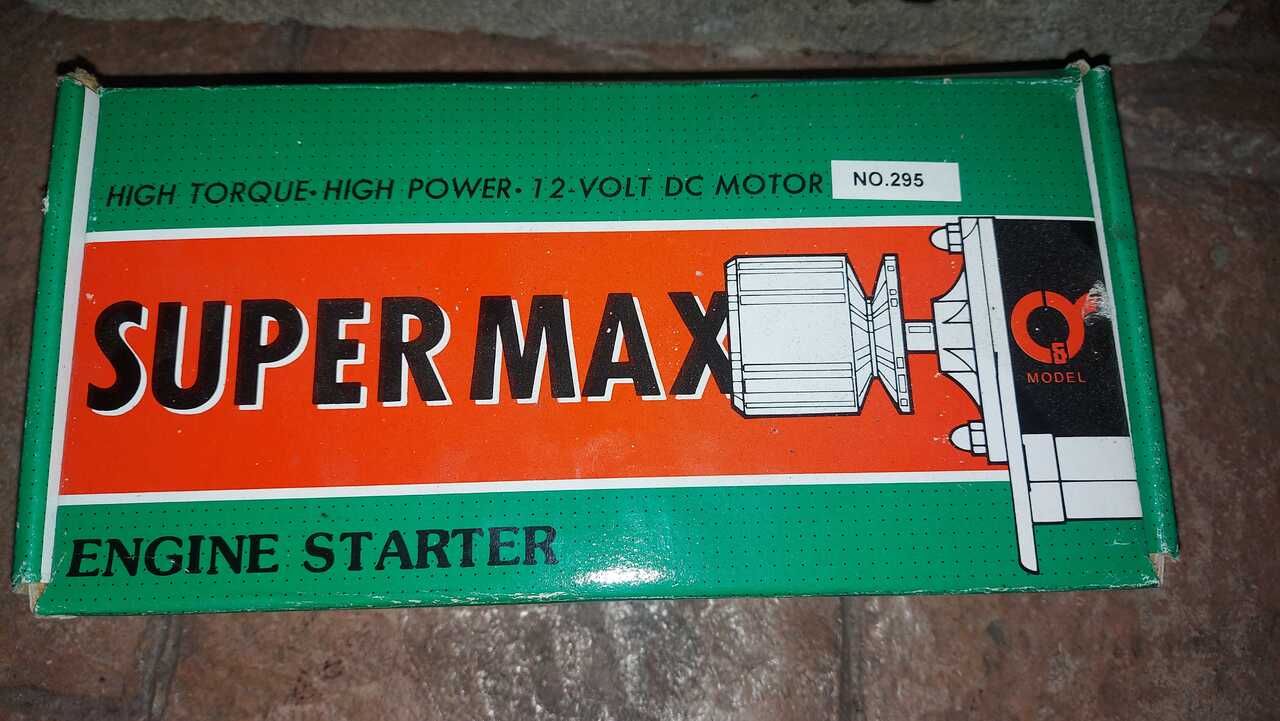 HIGH TORQUE • HIGH POWER • 12-VOLT DC MOTOR NO.295
SUPER MAX
&
MODEL
ENGINE STARTER